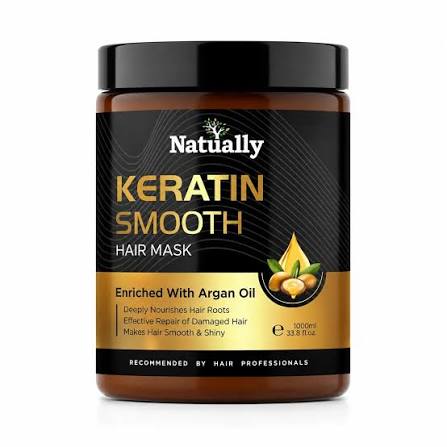 Natually
KERATIN
SMOOTH
HAIR MASK
Enriched With Argan Oil
Deeply Nourishes Hair Roots
Effective Repair of Damaged Hair
Makes Hair Smooth & Shiny
℮ 1000ml
33.8 fl oz.
RECOMMENDED BY HAIR PROFESSIONALS